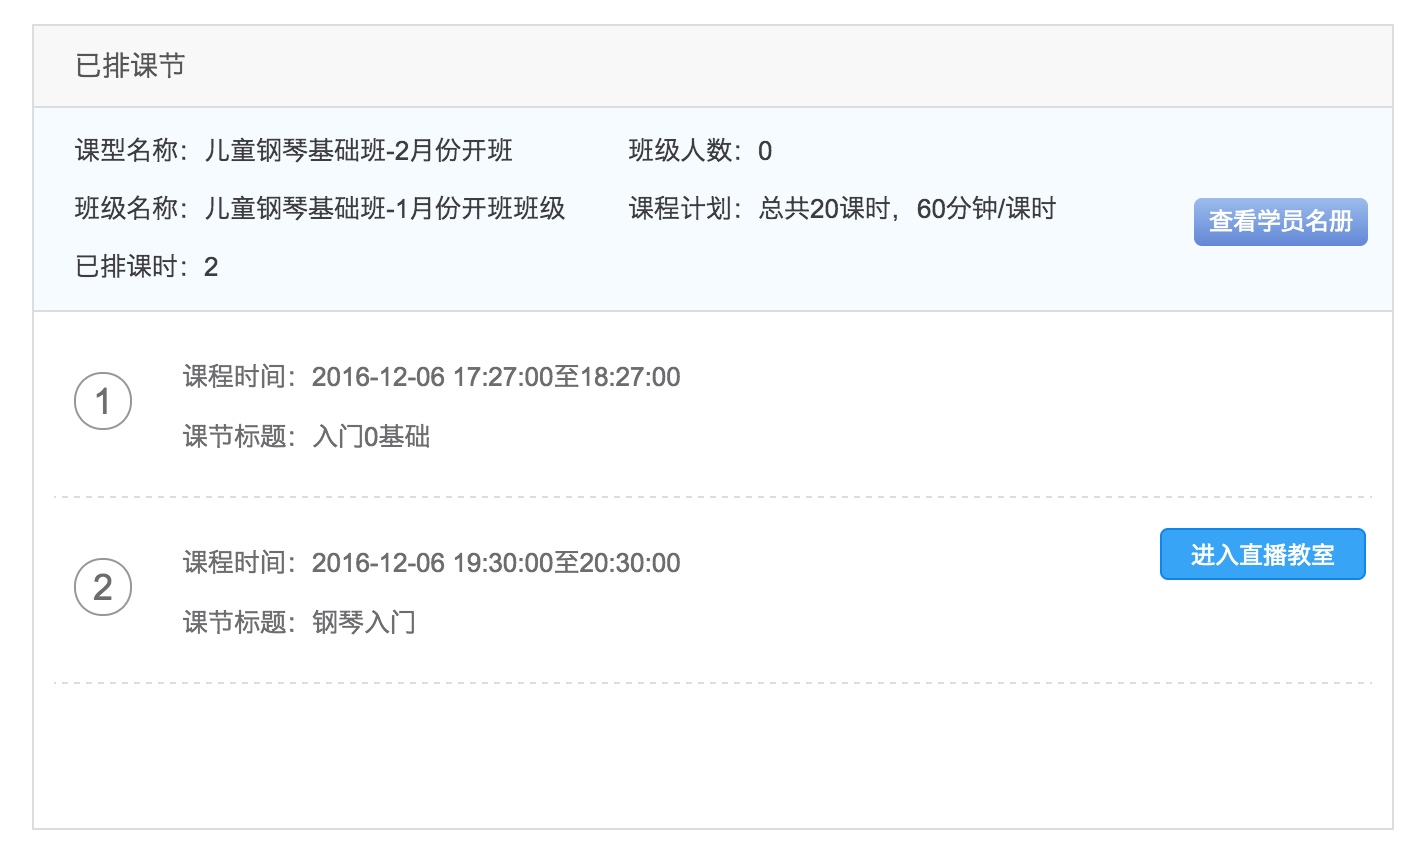 已排课节
课型名称：儿童钢琴基础班-2月份开班
班级人数：0
班级名称：儿童钢琴基础班-1月份开班班级
课程计划：总共20课时，60分钟/课时
查看学员名册
已排课时：2
1
课程时间：2016-12-06 17:27:00至18:27:00
课节标题：入门0基础
2
课程时间：2016-12-06 19:30:00至20:30:00
进入直播教室
课节标题：钢琴入门